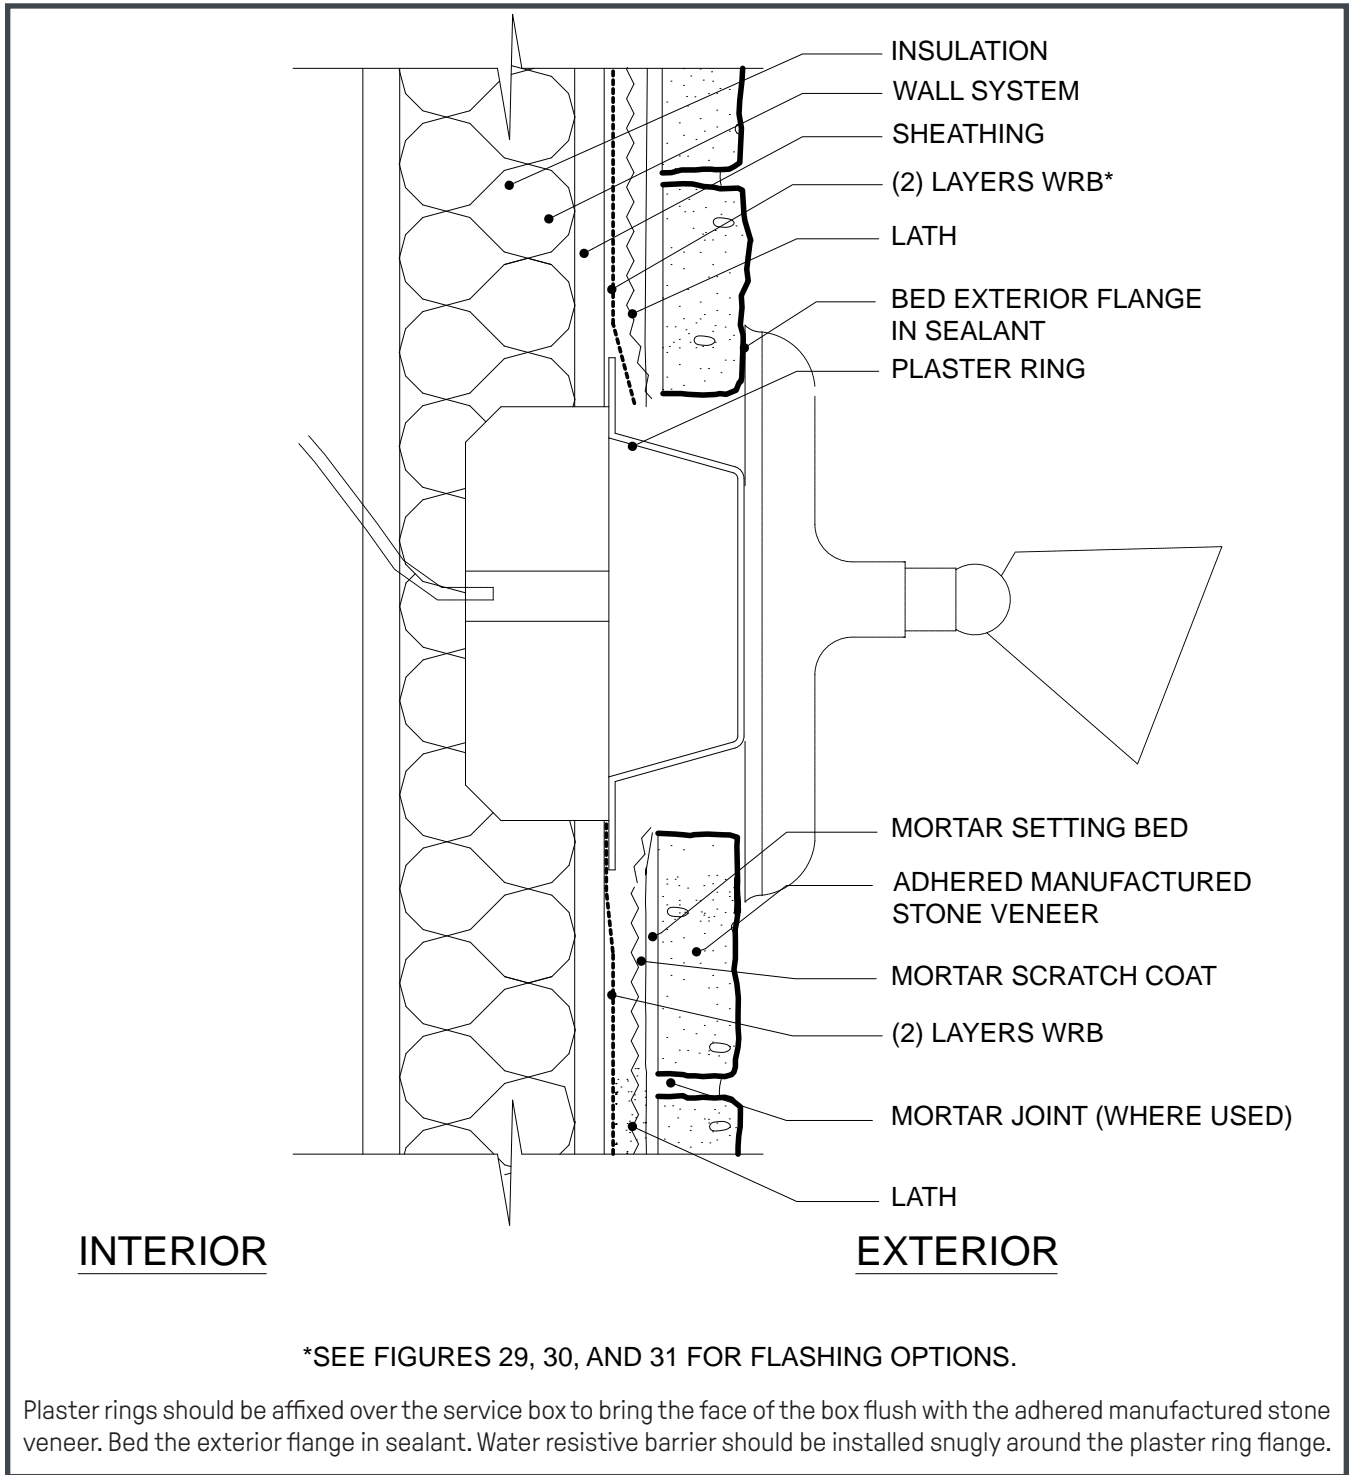 INSULATION
WALL SYSTEM
SHEATHING
(2) LAYERS WRB*
LATH
BED EXTERIOR FLANGE
IN SEALANT
PLASTER RING
MORTAR SETTING BED
ADHERED MANUFACTURED
STONE VENEER
MORTAR SCRATCH COAT
(2) LAYERS WRB
MORTAR JOINT (WHERE USED)
LATH
INTERIOR
EXTERIOR
*SEE FIGURES 29, 30, AND 31 FOR FLASHING OPTIONS.
Plaster rings should be affixed over the service box to bring the face of the box flush with the adhered manufactured stone
veneer. Bed the exterior flange in sealant. Water resistive barrier should be installed snugly around the plaster ring flange.